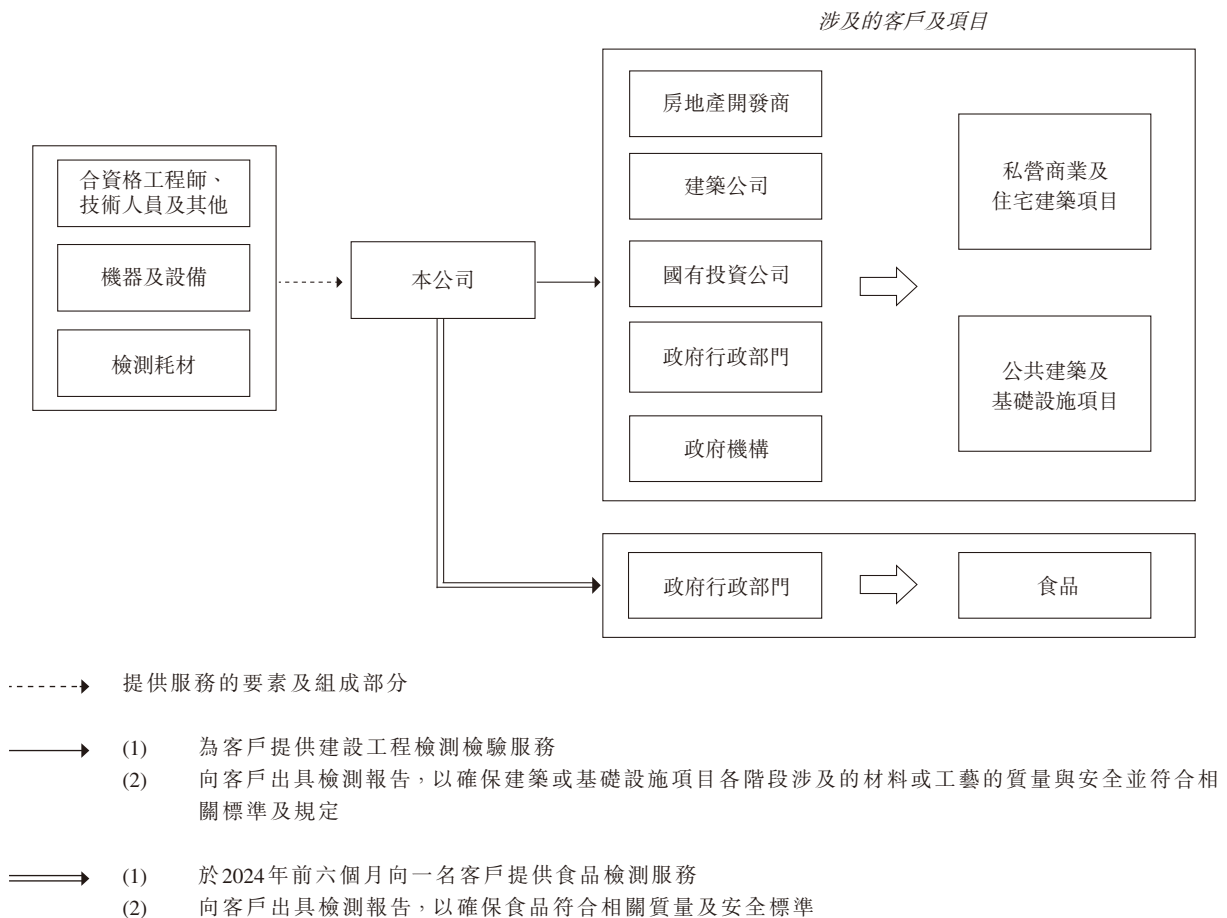 涉及的客戶及項目
合資格工程師、
技術人員及其他
機器及設備
檢測耗材
本公司
房地產開發商
建築公司
國有投資公司
政府行政部門
政府機構
私營商業及
住宅建築項目
公共建築及
基礎設施項目
政府行政部門
食品
提供服務的要素及組成部分
(1) 為客戶提供建設工程檢測檢驗服務
(2) 向客戶出具檢測報告，以確保建築或基礎設施項目各階段涉及的材料或工藝的質量與安全並符合相
關標準及規定
(1) 於2024年前六個月向一名客戶提供食品檢測服務
(2) 向客戶出具檢測報告，以確保食品符合相關質量及安全標準